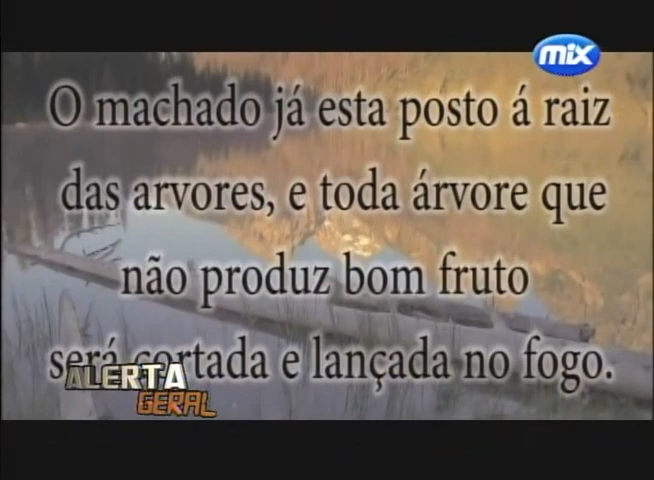 mix
O machado já esta posto á raiz
das arvores, e toda árvore que
não produz bom fruto
será cortada e lançada no fogo.
ALERTA
GERAL